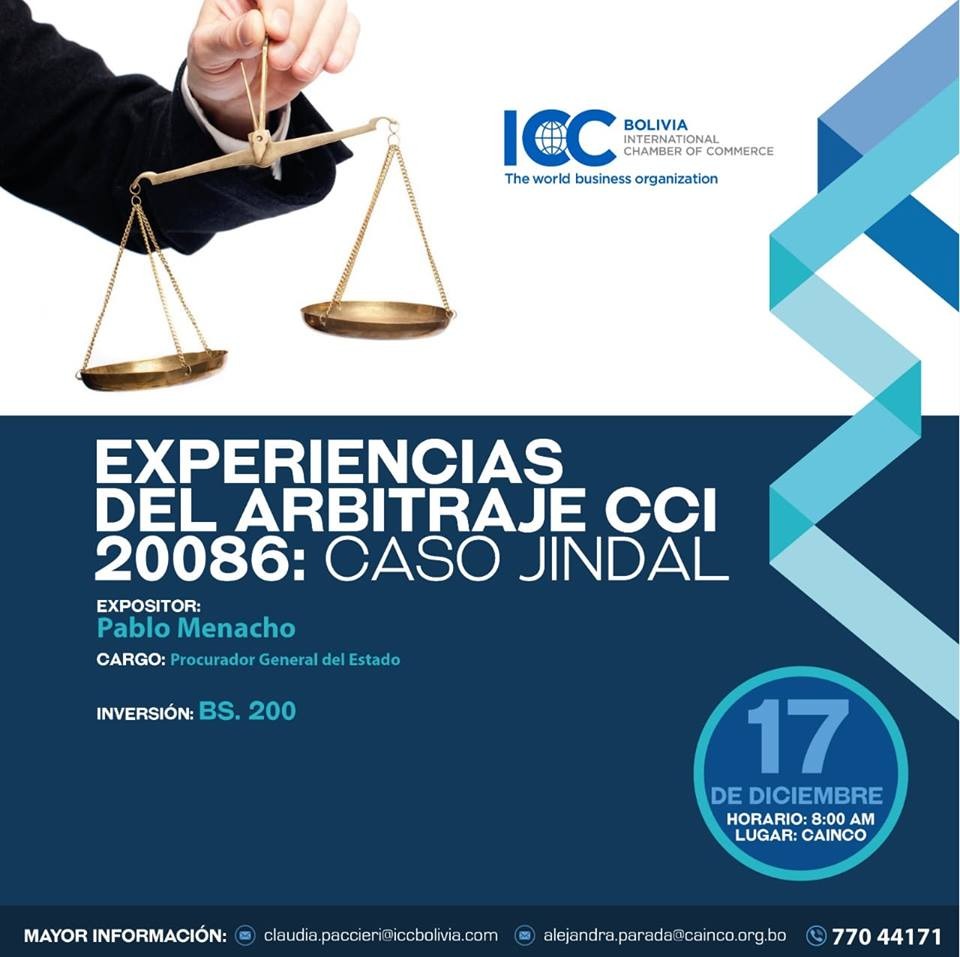 ICC BOLIVIA
INTERNATIONAL
CHAMBER OF COMMERCE
The world business organization
EXPERIENCIAS
DEL ARBITRAJE CCI
20086: CASO JINDAL
EXPOSITOR:
Pablo Menacho
CARGO: Procurador General del Estado
INVERSIÓN: BS. 200
17
DE DICIEMBRE
HORARIO: 8:00 AM
LUGAR: CAINCO
MAYOR INFORMACIÓN: claudia.paccieri@iccbolivia.com alejandra.parada@cainco.org.bo 770 44171